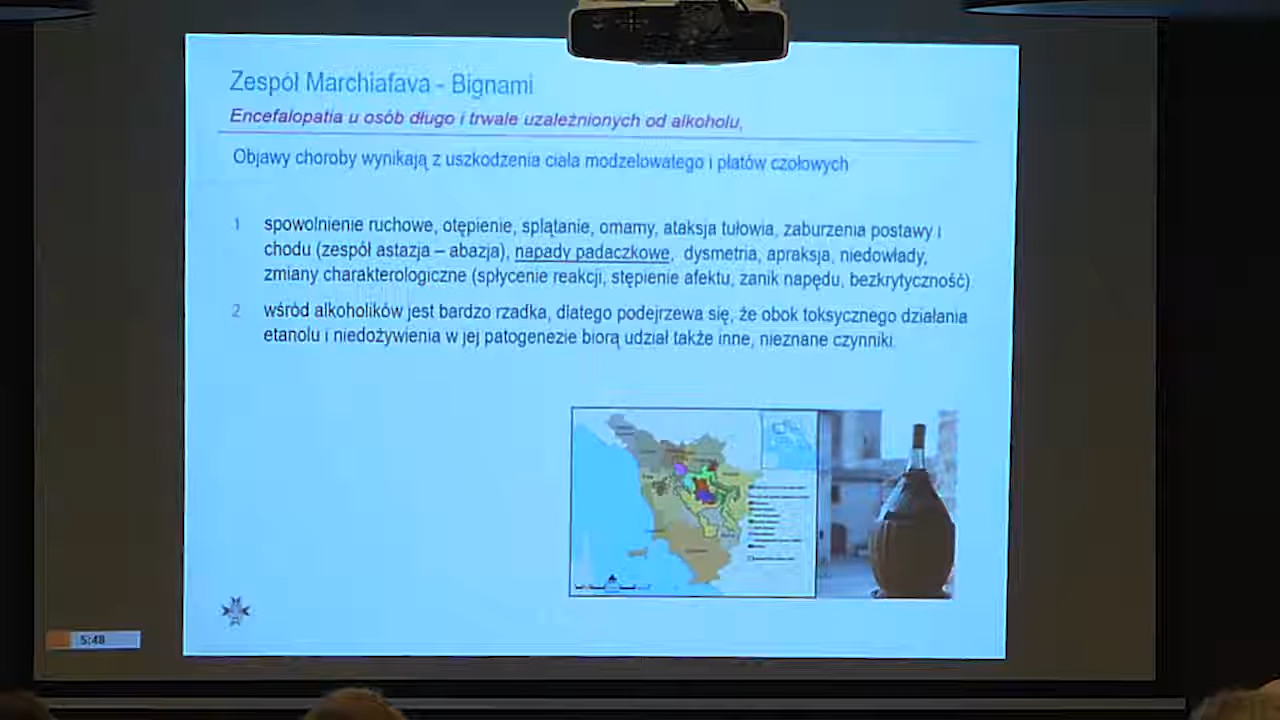 Zespół Marchiafava - Bignami
Encefalopatia u osób długo i trwale uzależnionych od alkoholu,
Objawy choroby wynikają z uszkodzenia ciała modzelowatego i płatów czołowych
1 spowolnienie ruchowe, otępienie, splątanie, omamy, ataksja tułowia, zaburzenia postawy i
chodu (zespół astazja – abazja), napady padaczkowe, dysmetria, apraksja, niedowłady,
zmiany charakterologiczne (spłycenie reakcji, stępienie afektu, zanik napędu, bezkrytyczność)
2 wśród alkoholików jest bardzo rzadka, dlatego podejrzewa się, że obok toksycznego działania
etanolu i niedożywienia w jej patogenezie biorą udział także inne, nieznane czynniki.
5:48